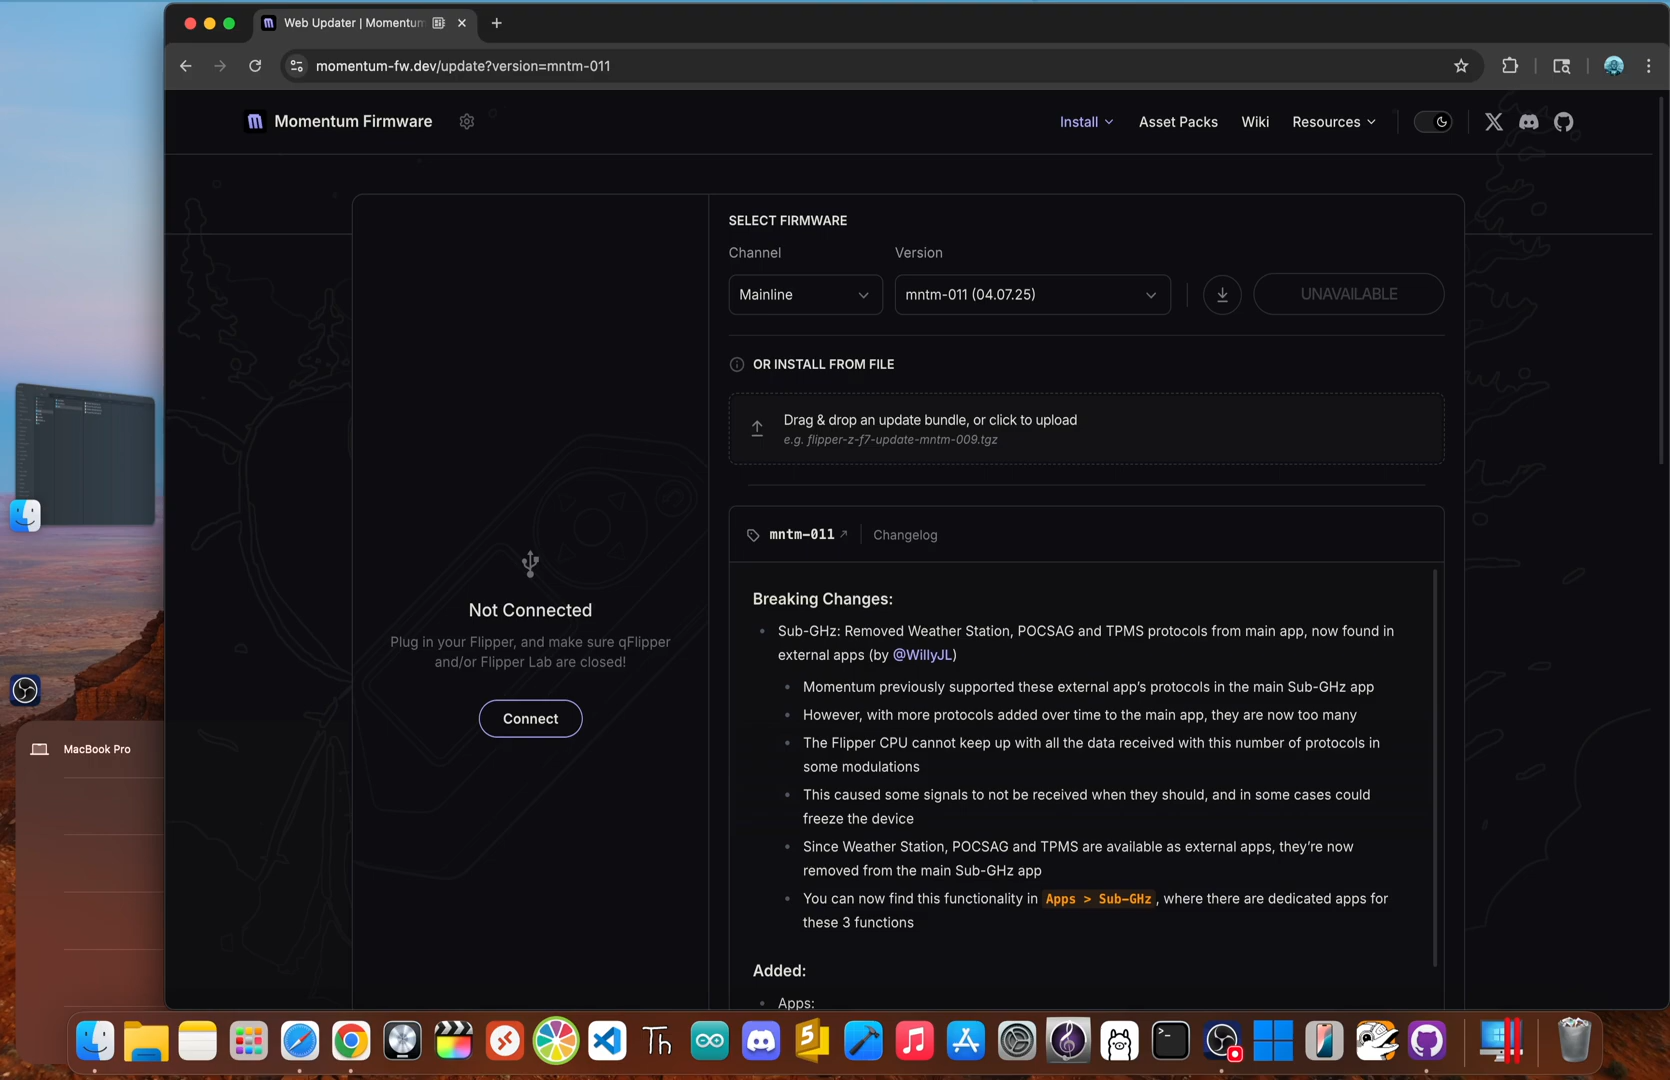 Web Updater | Momentum
momentum-fw.dev/update?version=mntm-011
Momentum Firmware
Install
Asset Packs
Wiki
Resources
SELECT FIRMWARE
Channel
Version
Mainline
mntm-011 (04.07.25)
UNAVAILABLE
OR INSTALL FROM FILE
Drag & drop an update bundle, or click to upload
e.g. flipper-z-f7-update-mntm-009.tgz
mntm-011
Changelog
Not Connected
Plug in your Flipper, and make sure qFlipper
and/or Flipper Lab are closed!
Connect
MacBook Pro
Breaking Changes:
Sub-GHz: Removed Weather Station, POCSAG and TPMS protocols from main app, now found in
external apps (by @WillyJL)
Momentum previously supported these external app's protocols in the main Sub-GHz app
However, with more protocols added over time to the main app, they are now too many
The Flipper CPU cannot keep up with all the data received with this number of protocols in
some modulations
This caused some signals to not be received when they should, and in some cases could
freeze the device
Since Weather Station, POCSAG and TPMS are available as external apps, they're now
removed from the main Sub-GHz app
You can now find this functionality in Apps > Sub-GHz, where there are dedicated apps for
these 3 functions
Added:
Apps:
Th
5